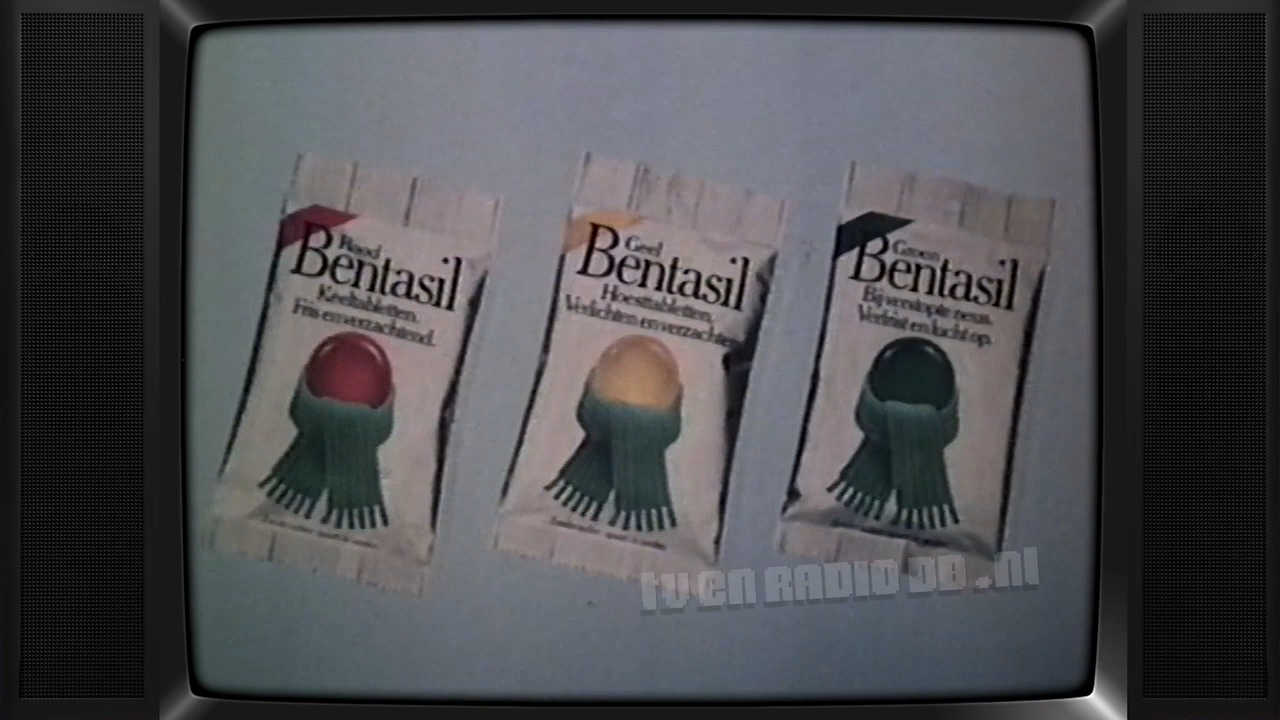 Rood
Bentasil
Keeltabletten.
Fris en verzachtend.
Geel
Bentasil
Hoesttabletten.
Verlichten en verzachten
Groen
Bentasil
Bij verstopte neus.
Verfrist en lucht op.
TV EN RADIO DB .nl